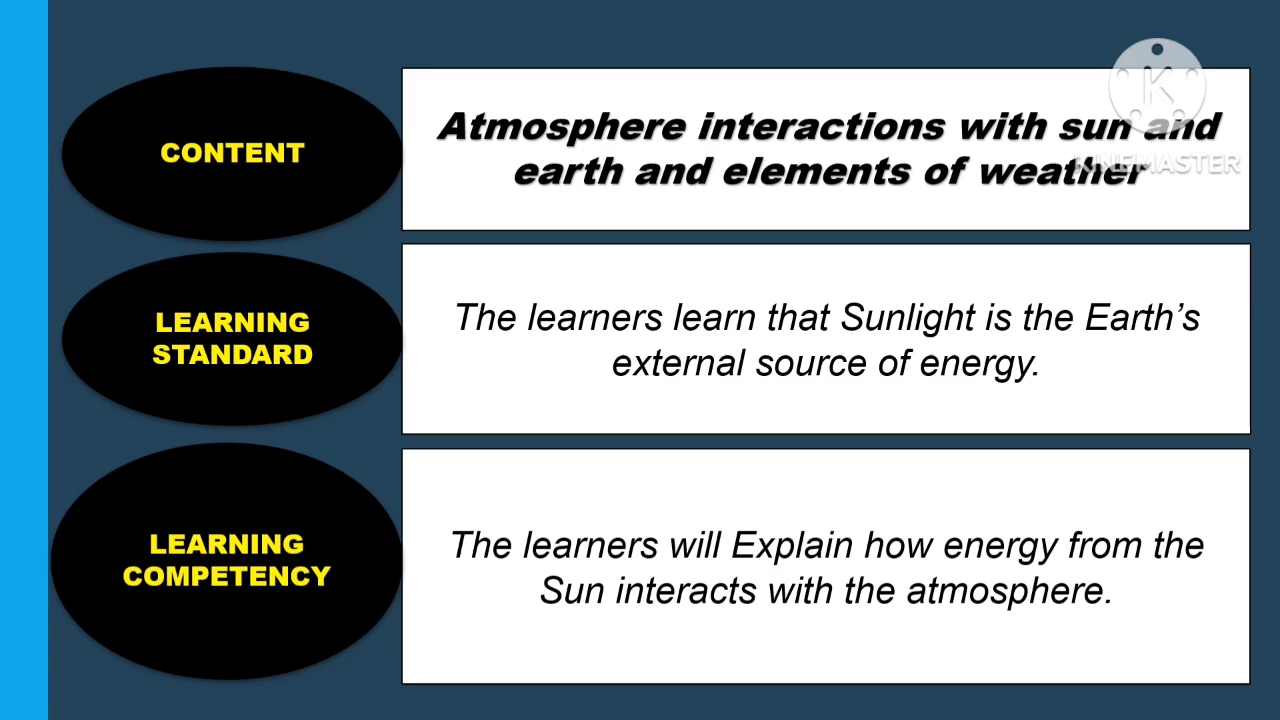 CONTENT
Atmosphere interactions with sun and
earth and elements of weather
K
KINEMASTER
LEARNING
STANDARD
The learners learn that Sunlight is the Earth’s
external source of energy.
LEARNING
COMPETENCY
The learners will Explain how energy from the
Sun interacts with the atmosphere.